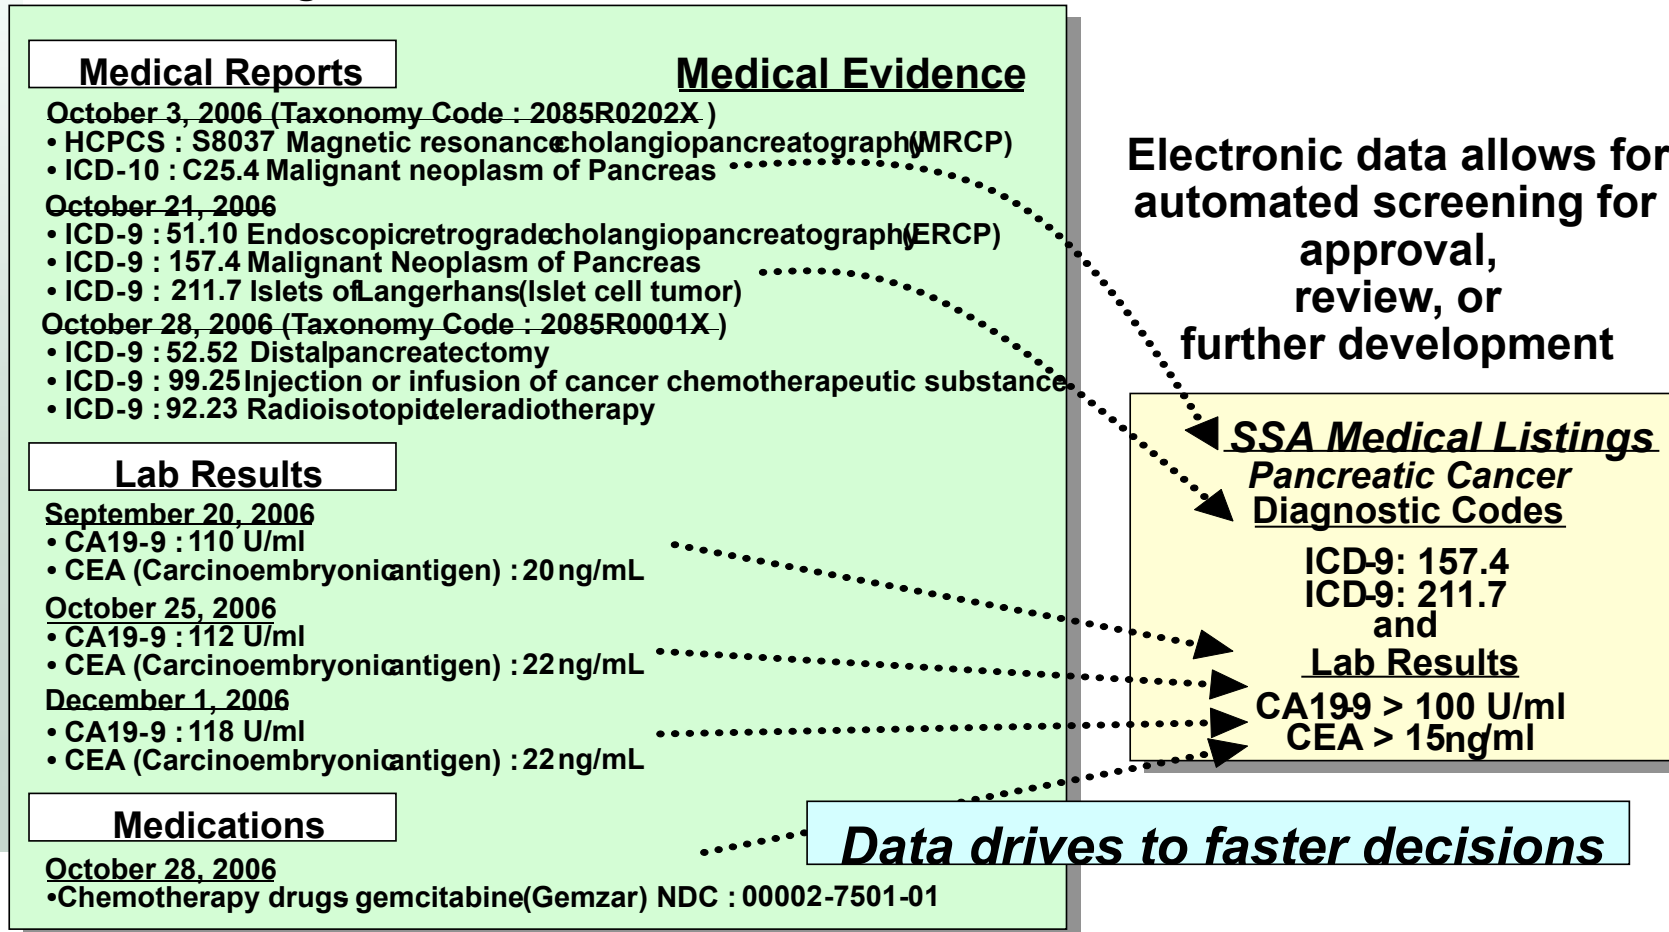 Medical Reports
Medical Evidence
October 3, 2006 (Taxonomy Code : 2085R0202X )
• HCPCS : S8037 Magnetic resonance cholangiopancreatography (MRCP)
• ICD-10 : C25.4 Malignant neoplasm of Pancreas
October 21, 2006
• ICD-9 : 51.10 Endoscopic retrograde cholangiopancreatography (ERCP)
• ICD-9 : 157.4 Malignant Neoplasm of Pancreas
• ICD-9 : 211.7 Islets of Langerhans (Islet cell tumor)
October 28, 2006 (Taxonomy Code : 2085R0001X )
• ICD-9 : 52.52 Distal pancreatectomy
• ICD-9 : 99.25 Injection or infusion of cancer chemotherapeutic substance
• ICD-9 : 92.23 Radioisotopic teleradiotherapy
Lab Results
September 20, 2006
• CA19-9 : 110 U/ml
• CEA (Carcinoembryonic antigen) : 20 ng/mL
October 25, 2006
• CA19-9 : 112 U/ml
• CEA (Carcinoembryonic antigen) : 22 ng/mL
December 1, 2006
• CA19-9 : 118 U/ml
• CEA (Carcinoembryonic antigen) : 22 ng/mL
Medications
October 28, 2006
•Chemotherapy drugs - gemcitabine (Gemzar) NDC : 00002-7501-01
Electronic data allows for
automated screening for
approval,
review, or
further development
SSA Medical Listings
Pancreatic Cancer
Diagnostic Codes
ICD-9: 157.4
ICD-9: 211.7
and
Lab Results
CA19-9 > 100 U/ml
CEA > 15 ng/ml
Data drives to faster decisions